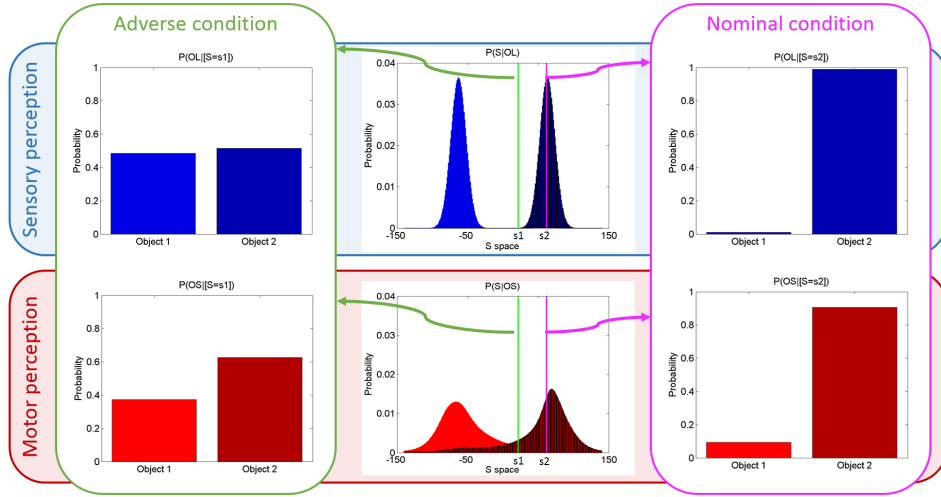 Adverse condition
Nominal condition
Sensory perception
P(OL|[S=s1])
Probability
1
0.8
0.6
0.4
0.2
0
Object 1 Object 2
P(S|OL)
Probability
0.04
0.03
0.02
0.01
0
-150 -50 s1 s2 150
S space
P(OL|[S=s2])
Probability
1
0.8
0.6
0.4
0.2
0
Object 1 Object 2
Motor perception
P(OS|[S=s1])
Probability
1
0.8
0.6
0.4
0.2
0
Object 1 Object 2
P(S|OS)
Probability
0.04
0.03
0.02
0.01
0
-150 -50 s1 s2 150
S space
P(OS|[S=s2])
Probability
1
0.8
0.6
0.4
0.2
0
Object 1 Object 2